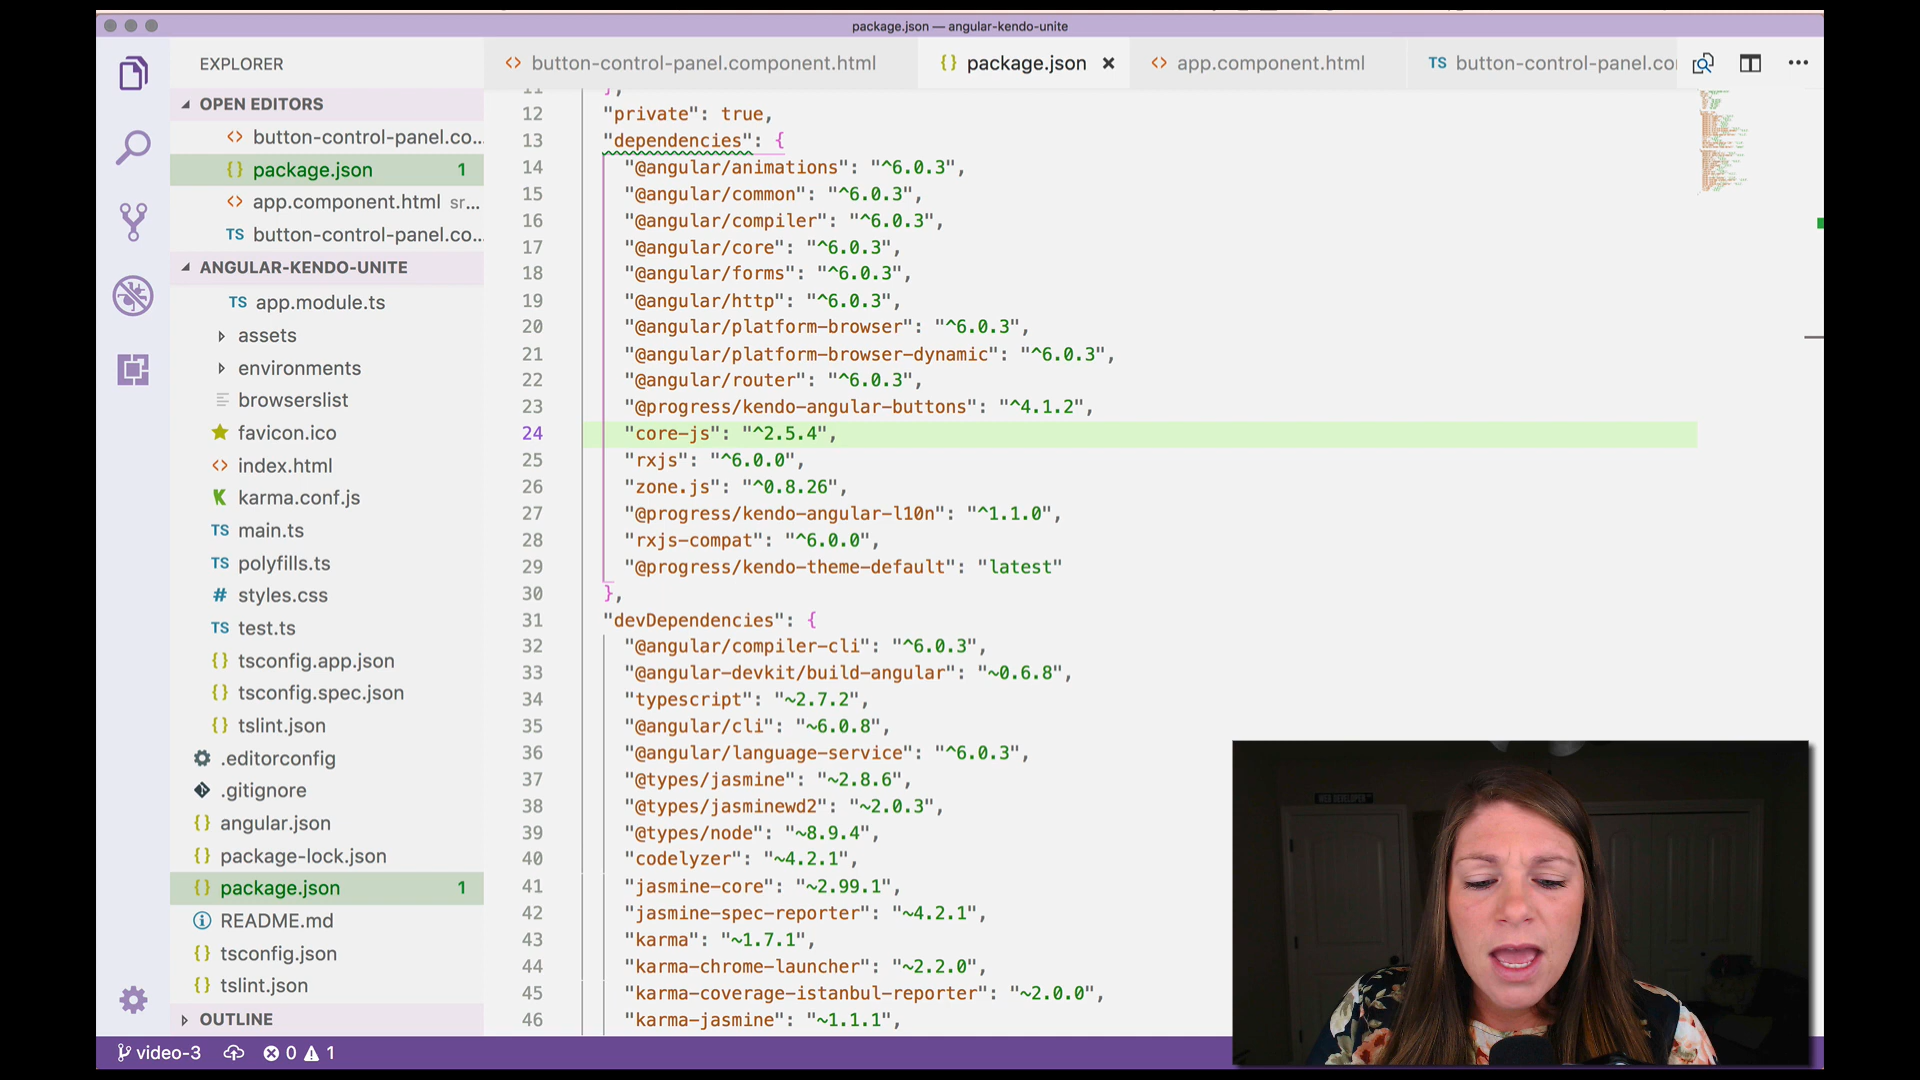 package.json — angular-kendo-unite
EXPLORER
button-control-panel.component.html
package.json
app.component.html
TS button-control-panel.co
OPEN EDITORS
button-control-panel.co...
package.json 1
app.component.html sr...
TS button-control-panel.co...
ANGULAR-KENDO-UNITE
TS app.module.ts
assets
environments
browserslist
favicon.ico
index.html
karma.conf.js
TS main.ts
TS polyfills.ts
# styles.css
TS test.ts
{} tsconfig.app.json
{} tsconfig.spec.json
{} tslint.json
.editorconfig
.gitignore
{} angular.json
{} package-lock.json
{} package.json 1
README.md
{} tsconfig.json
{} tslint.json
OUTLINE
11 },
12 "private": true,
13 "dependencies": {
14 "@angular/animations": "^6.0.3",
15 "@angular/common": "^6.0.3",
16 "@angular/compiler": "^6.0.3",
17 "@angular/core": "^6.0.3",
18 "@angular/forms": "^6.0.3",
19 "@angular/http": "^6.0.3",
20 "@angular/platform-browser": "^6.0.3",
21 "@angular/platform-browser-dynamic": "^6.0.3",
22 "@angular/router": "^6.0.3",
23 "@progress/kendo-angular-buttons": "^4.1.2",
24 "core-js": "^2.5.4",
25 "rxjs": "^6.0.0",
26 "zone.js": "^0.8.26",
27 "@progress/kendo-angular-l10n": "^1.1.0",
28 "rxjs-compat": "^6.0.0",
29 "@progress/kendo-theme-default": "latest"
30 },
31 "devDependencies": {
32 "@angular/compiler-cli": "^6.0.3",
33 "@angular-devkit/build-angular": "~0.6.8",
34 "typescript": "~2.7.2",
35 "@angular/cli": "~6.0.8",
36 "@angular/language-service": "^6.0.3",
37 "@types/jasmine": "~2.8.6",
38 "@types/jasminewd2": "~2.0.3",
39 "@types/node": "~8.9.4",
40 "codelyzer": "~4.2.1",
41 "jasmine-core": "~2.99.1",
42 "jasmine-spec-reporter": "~4.2.1",
43 "karma": "~1.7.1",
44 "karma-chrome-launcher": "~2.2.0",
45 "karma-coverage-istanbul-reporter": "~2.0.0",
46 "karma-jasmine": "~1.1.1",
WEB DEVELOPER
video-3 0 1